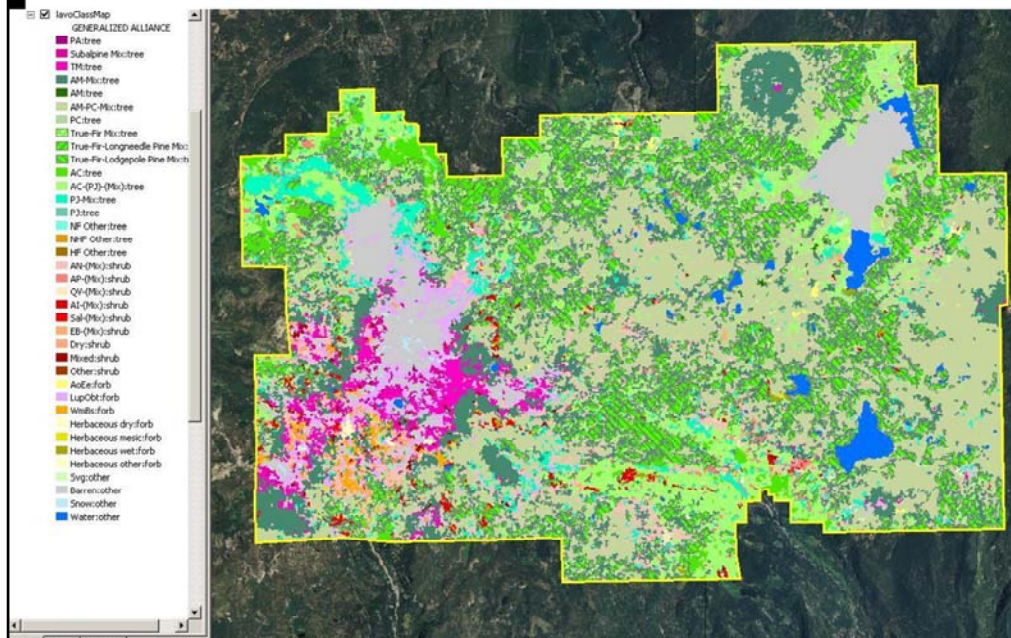 lavoClassMap
GENERALIZED ALLIANCE
PA:tree
Subalpine Mix:tree
TM:tree
AM-Mix:tree
AM:tree
AM-PC-Mix:tree
PC:tree
True-Fir Mix:tree
True-Fir-Longneedle Pine Mix:
True-Fir-Lodgepole Pine Mix:t
AC:tree
AC-(PJ)-(Mix):tree
PJ-Mix:tree
PJ:tree
NF Other:tree
NHF Other:tree
HF Other:tree
AN-(Mix):shrub
AP-(Mix):shrub
QV-(Mix):shrub
AI-(Mix):shrub
Sal-(Mix):shrub
EB-(Mix):shrub
Dry:shrub
Mixed:shrub
Other:shrub
AoEe:forb
LupObt:forb
WmBs:forb
Herbaceous dry:forb
Herbaceous mesic:forb
Herbaceous wet:forb
Herbaceous other:forb
Svg:other
Barren:other
Snow:other
Water:other